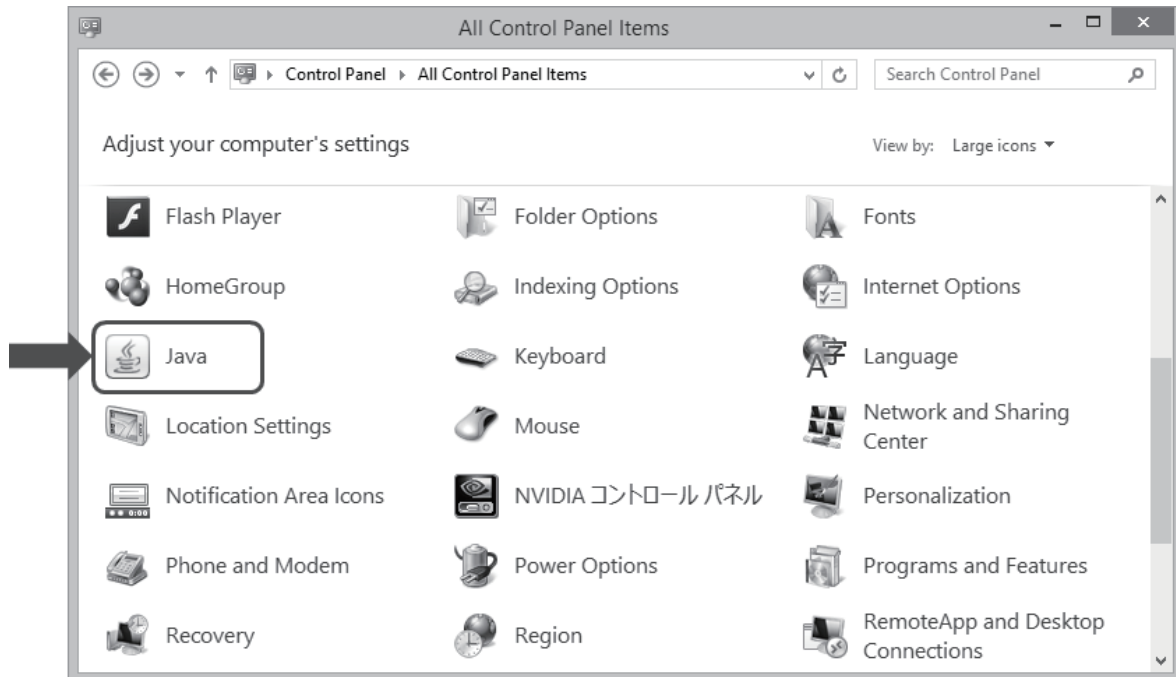 All Control Panel Items
Control Panel All Control Panel Items
Search Control Panel
Adjust your computer's settings
View by: Large icons
Flash Player
Folder Options
Fonts
HomeGroup
Indexing Options
Internet Options
Java
Keyboard
Language
Location Settings
Mouse
Network and Sharing
Center
Notification Area Icons
NVIDIA コントロール パネル
Personalization
Phone and Modem
Power Options
Programs and Features
Recovery
Region
RemoteApp and Desktop
Connections